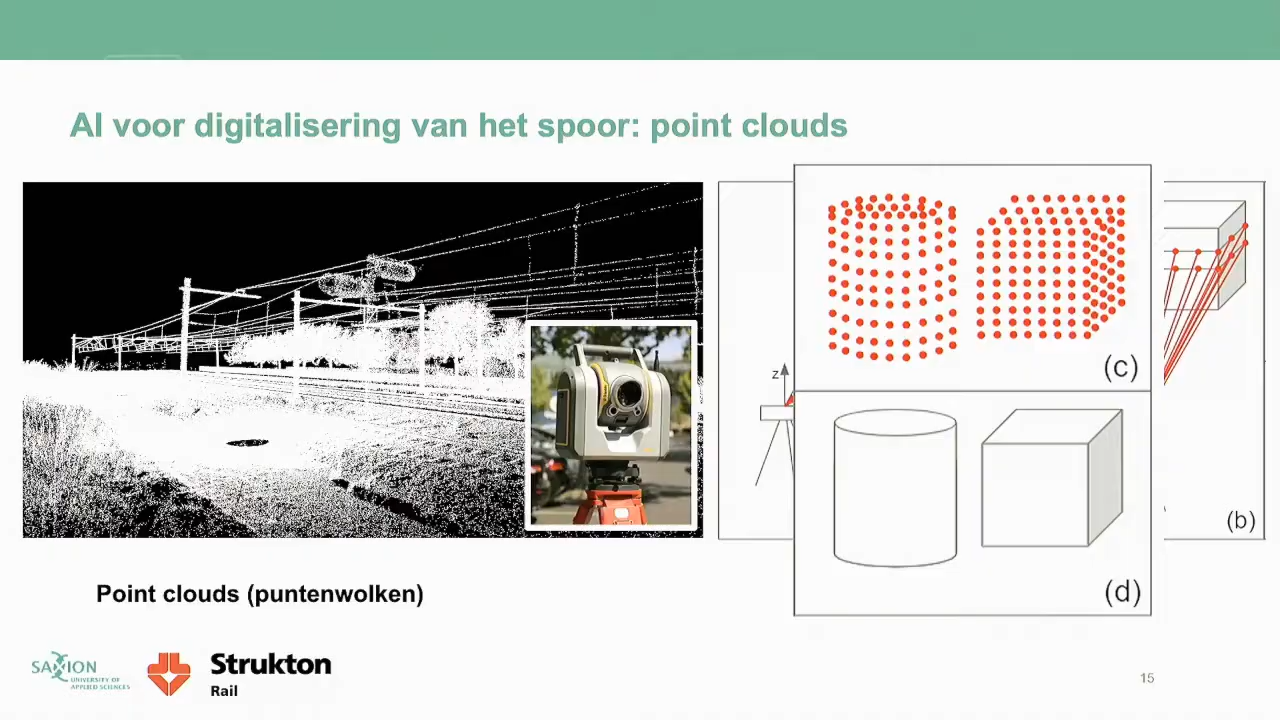 AI voor digitalisering van het spoor: point clouds
(c)
z
(d)
(b)
Point clouds (puntenwolken)
SAXION
UNIVERSITY OF
APPLIED SCIENCES
Strukton
Rail
15